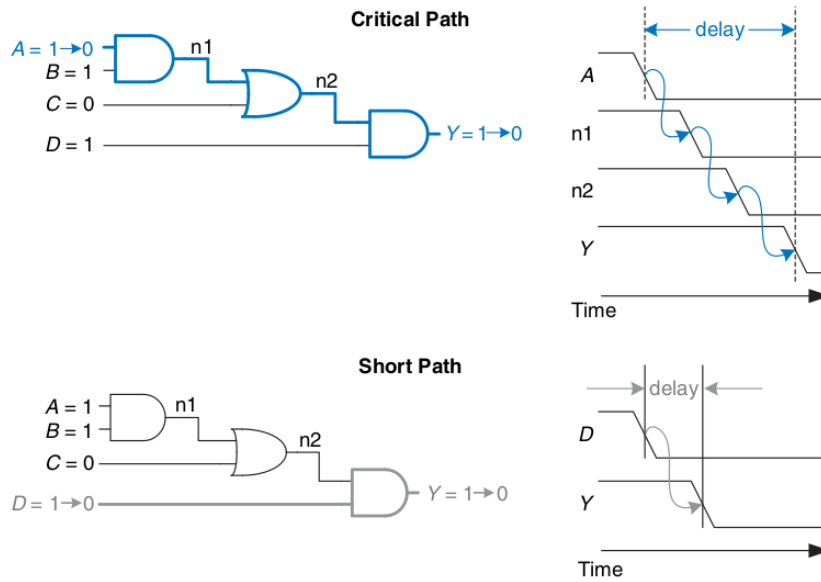 Critical Path
A = 1→0
B = 1
C = 0
D = 1
n1
n2
Y = 1→0
delay
A
n1
n2
Y
Time
Short Path
A = 1
B = 1
C = 0
D = 1→0
n1
n2
Y = 1→0
delay
D
Y
Time